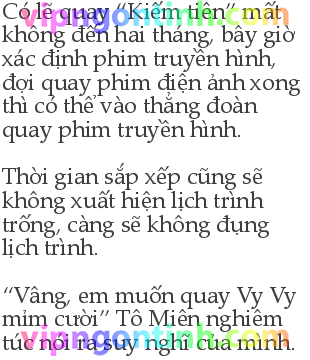 Có lẽ quay “Kiếm tiên” mất
không đến hai tháng, bây giờ
xác định phim truyền hình,
đợi quay phim điện ảnh xong
thì có thể vào thẳng đoàn
quay phim truyền hình.
Thời gian sắp xếp cũng sẽ
không xuất hiện lịch trình
trống, càng sẽ không đụng
lịch trình.
“Vâng, em muốn quay Vy Vy
mỉm cười” Tô Miên nghiêm
túc nói ra suy nghĩ của mình.
vipngontinh.com
vipngontinh.com